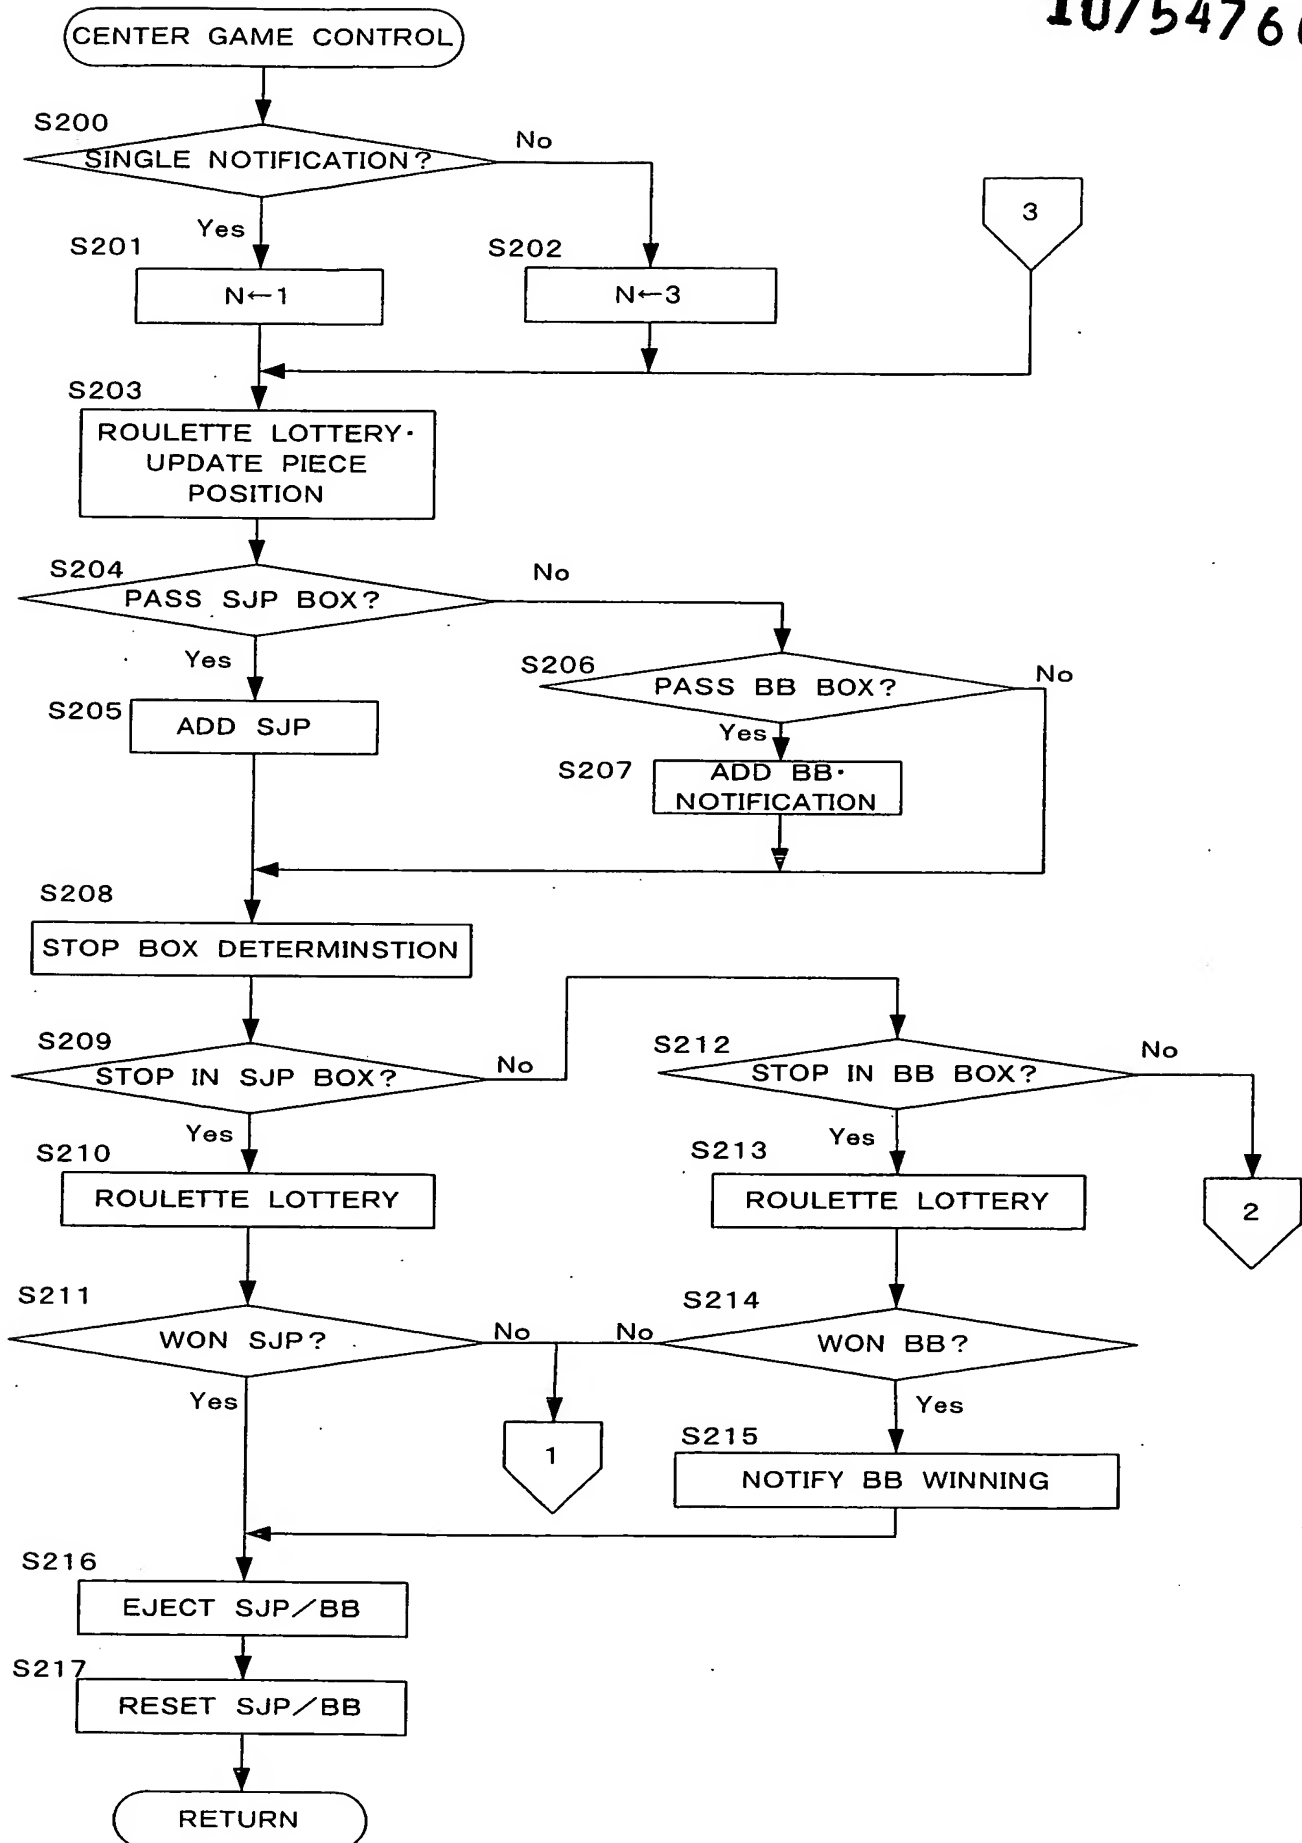 10/5476
CENTER GAME CONTROL
S200
SINGLE NOTIFICATION?
No
Yes
3
S201
N←1
S202
N←3
S203
ROULETTE LOTTERY·
UPDATE PIECE
POSITION
S204
PASS SJP BOX?
No
Yes
S205
ADD SJP
S206
PASS BB BOX?
No
Yes
S207
ADD BB·
NOTIFICATION
S208
STOP BOX DETERMINSTION
S209
STOP IN SJP BOX?
No
Yes
S212
STOP IN BB BOX?
No
Yes
2
S210
ROULETTE LOTTERY
S213
ROULETTE LOTTERY
S211
WON SJP?
No
Yes
S214
No
WON BB?
Yes
1
S215
NOTIFY BB WINNING
S216
EJECT SJP/BB
S217
RESET SJP/BB
RETURN